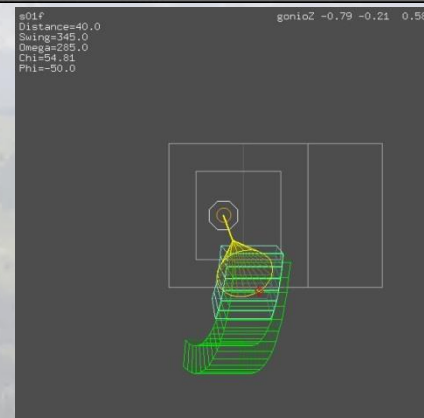 s01f
Distance=40.0
Swing=345.0
Omega=285.0
Chi=54.81
Phi=-50.0
gonioZ -0.79 -0.21 0.58